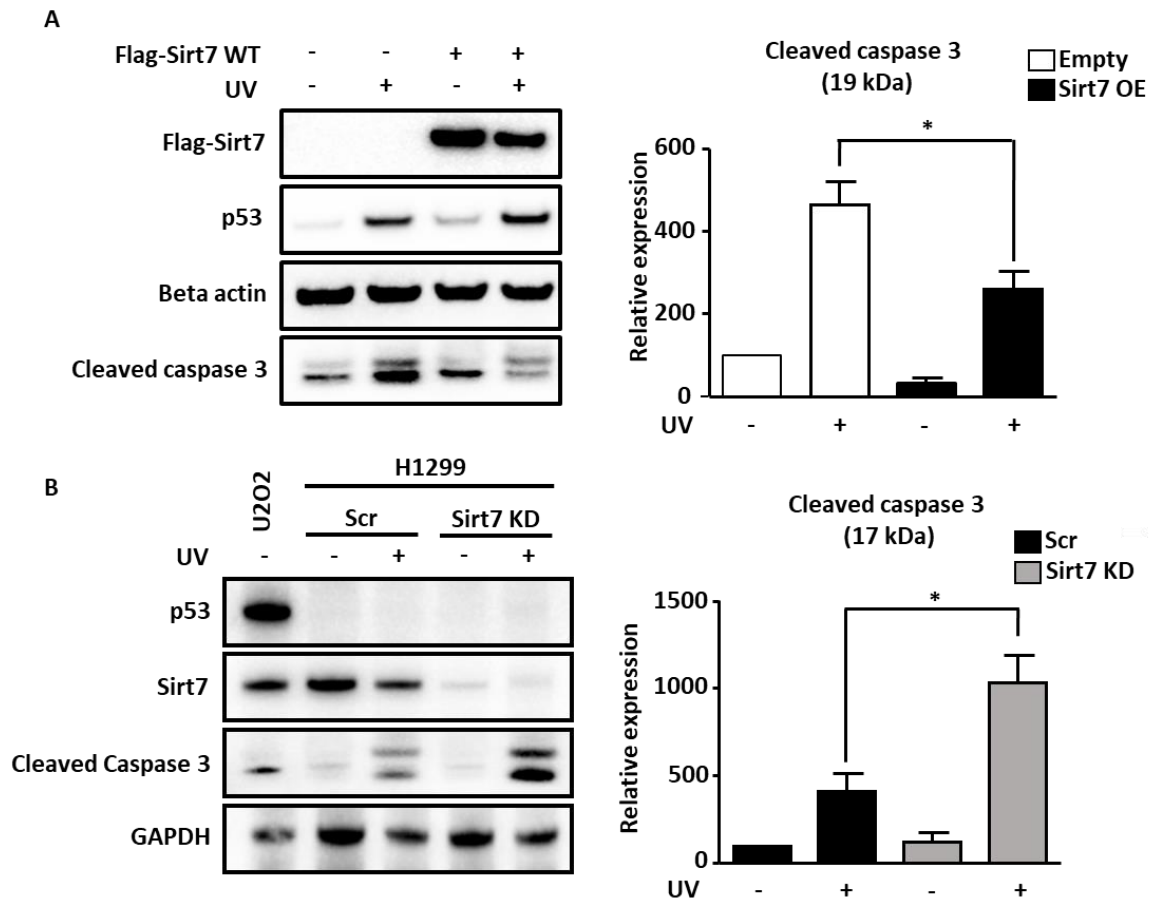 A
Flag-Sirt7 WT - - + +
UV - + - +
Flag-Sirt7
p53
Beta actin
Cleaved caspase 3
Cleaved caspase 3
(19 kDa)
Empty
Sirt7 OE
*
Relative expression
600
400
200
0
UV - + - +
B
U2O2
H1299
Scr Sirt7 KD
UV - - + - +
p53
Sirt7
Cleaved Caspase 3
GAPDH
Cleaved caspase 3
(17 kDa)
Scr
Sirt7 KD
*
Relative expression
1500
1000
500
0
UV - + - +